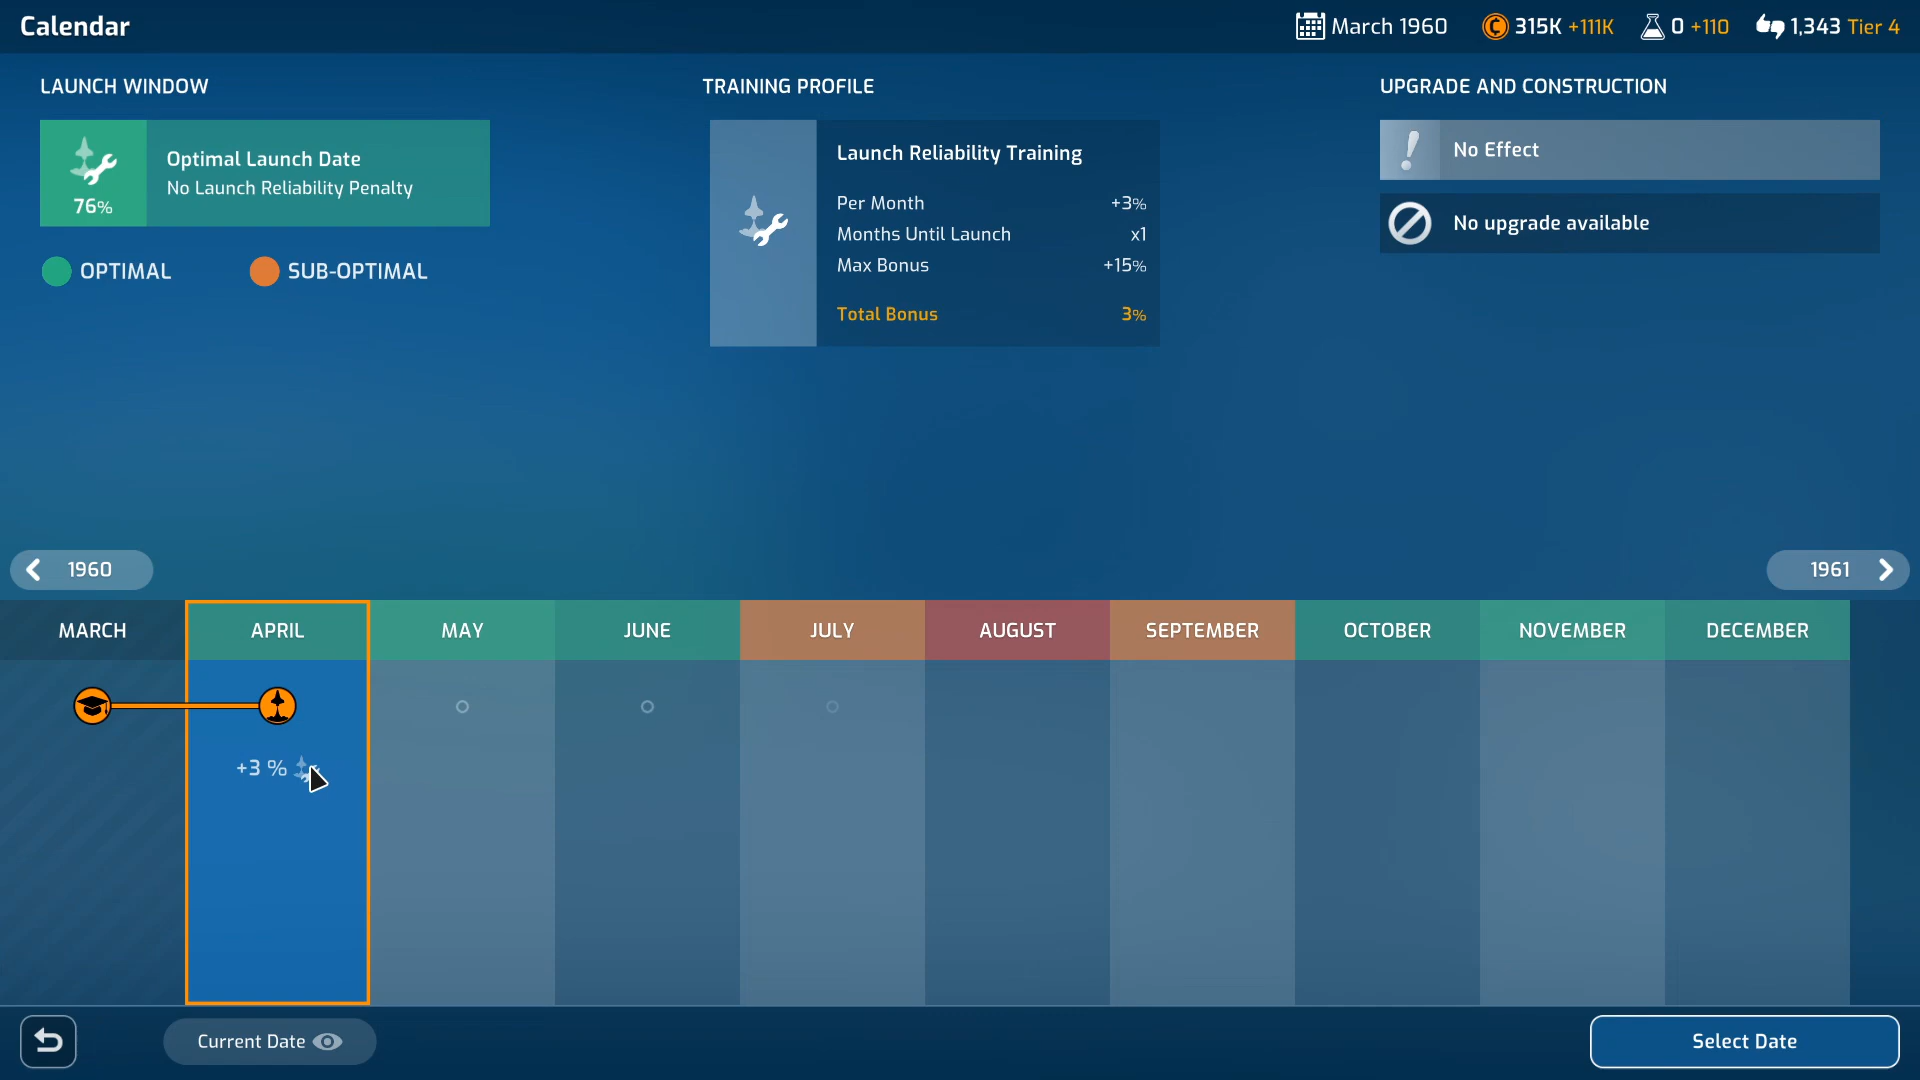 Calendar
March 1960
315K +111K
0 +110
1,343 Tier 4
LAUNCH WINDOW
76%
Optimal Launch Date
No Launch Reliability Penalty
OPTIMAL
SUB-OPTIMAL
TRAINING PROFILE
Launch Reliability Training
Per Month +3%
Months Until Launch x1
Max Bonus +15%
Total Bonus 3%
UPGRADE AND CONSTRUCTION
No Effect
No upgrade available
1960
1961
MARCH
APRIL
MAY
JUNE
JULY
AUGUST
SEPTEMBER
OCTOBER
NOVEMBER
DECEMBER
+3 %
Current Date
Select Date